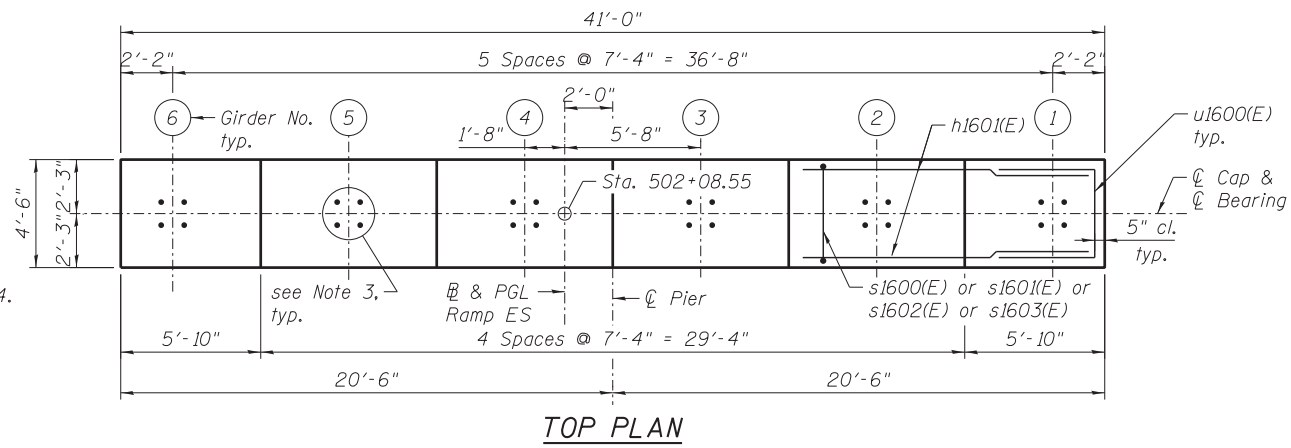 41'-0"
5 Spaces @ 7'-4" = 36'-8"
2'-2"
2'-2"
2'-0"
6
Girder No.
typ.
5
4
3
2
1
1'-8"
5'-8"
h1601(E)
u1600(E)
typ.
Sta. 502+08.55
℄ Cap &
℄ Bearing
4'-6"
2'-3"
2'-3"
5" cl.
typ.
4.
see Note 3,
typ.
B & PGL
Ramp ES
℄ Pier
s1600(E) or s1601(E) or
s1602(E) or s1603(E)
5'-10"
4 Spaces @ 7'-4" = 29'-4"
5'-10"
20'-6"
20'-6"
TOP PLAN